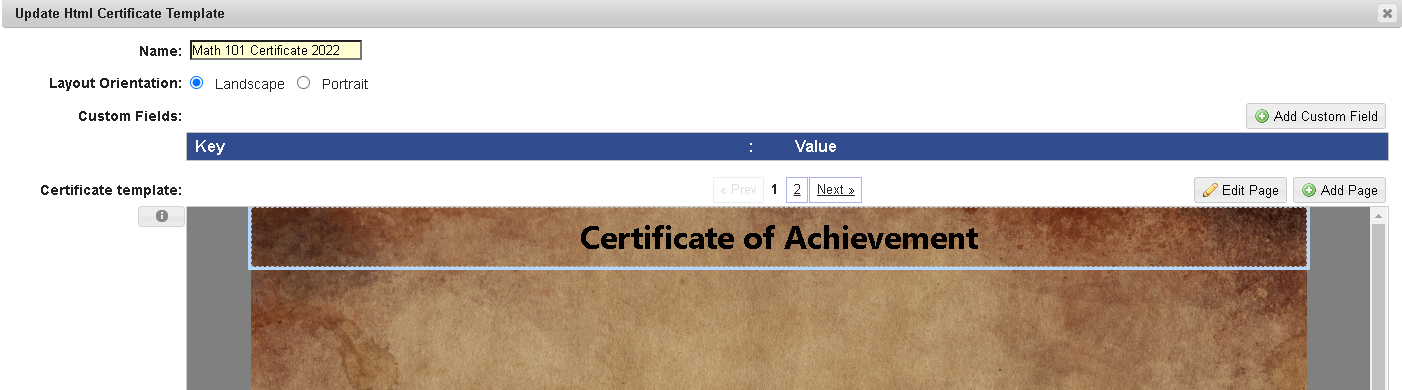 Update Html Certificate Template
Name: Math 101 Certificate 2022
Layout Orientation: Landscape Portrait
Custom Fields: Add Custom Field
Key : Value
Certificate template: « Prev 1 2 Next » Edit Page Add Page
Certificate of Achievement